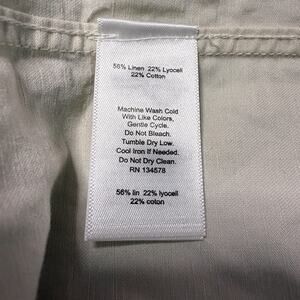 56% Linen 22% Lyocell
22% Cotton
Machine Wash Cold
With Like Colors,
Gentle Cycle.
Do Not Bleach.
Tumble Dry Low.
Cool Iron If Needed.
Do Not Dry Clean.
RN 134578
56% lin 22% lyocell
22% coton